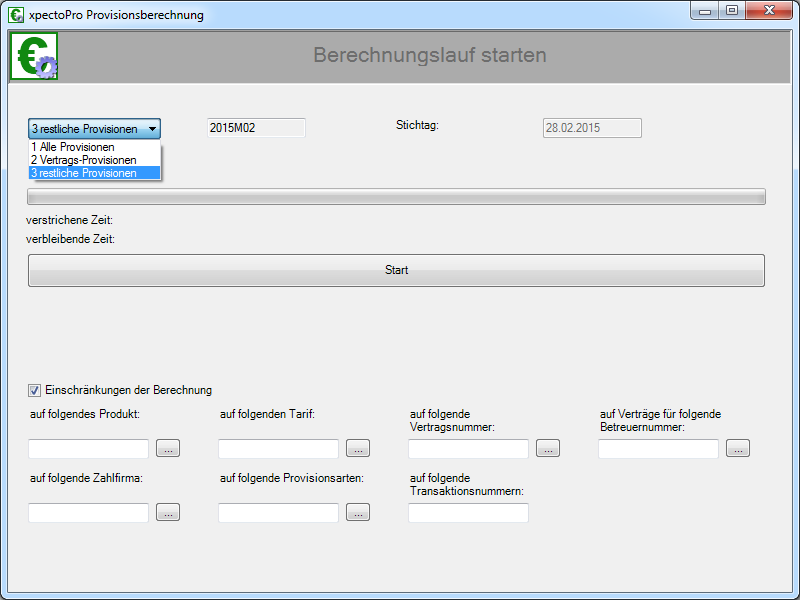 xpectoPro Provisionsberechnung
Berechnungslauf starten
3 restliche Provisionen
2015M02
Stichtag:
28.02.2015
1 Alle Provisionen
2 Vertrags-Provisionen
3 restliche Provisionen
verstrichene Zeit:
verbleibende Zeit:
Start
Einschränkungen der Berechnung
auf folgendes Produkt:
auf folgenden Tarif:
auf folgende
Vertragsnummer:
auf Verträge für folgende
Betreuernummer:
...
...
...
...
auf folgende Zahlfirma:
auf folgende Provisionsarten:
auf folgende
Transaktionsnummern:
...
...